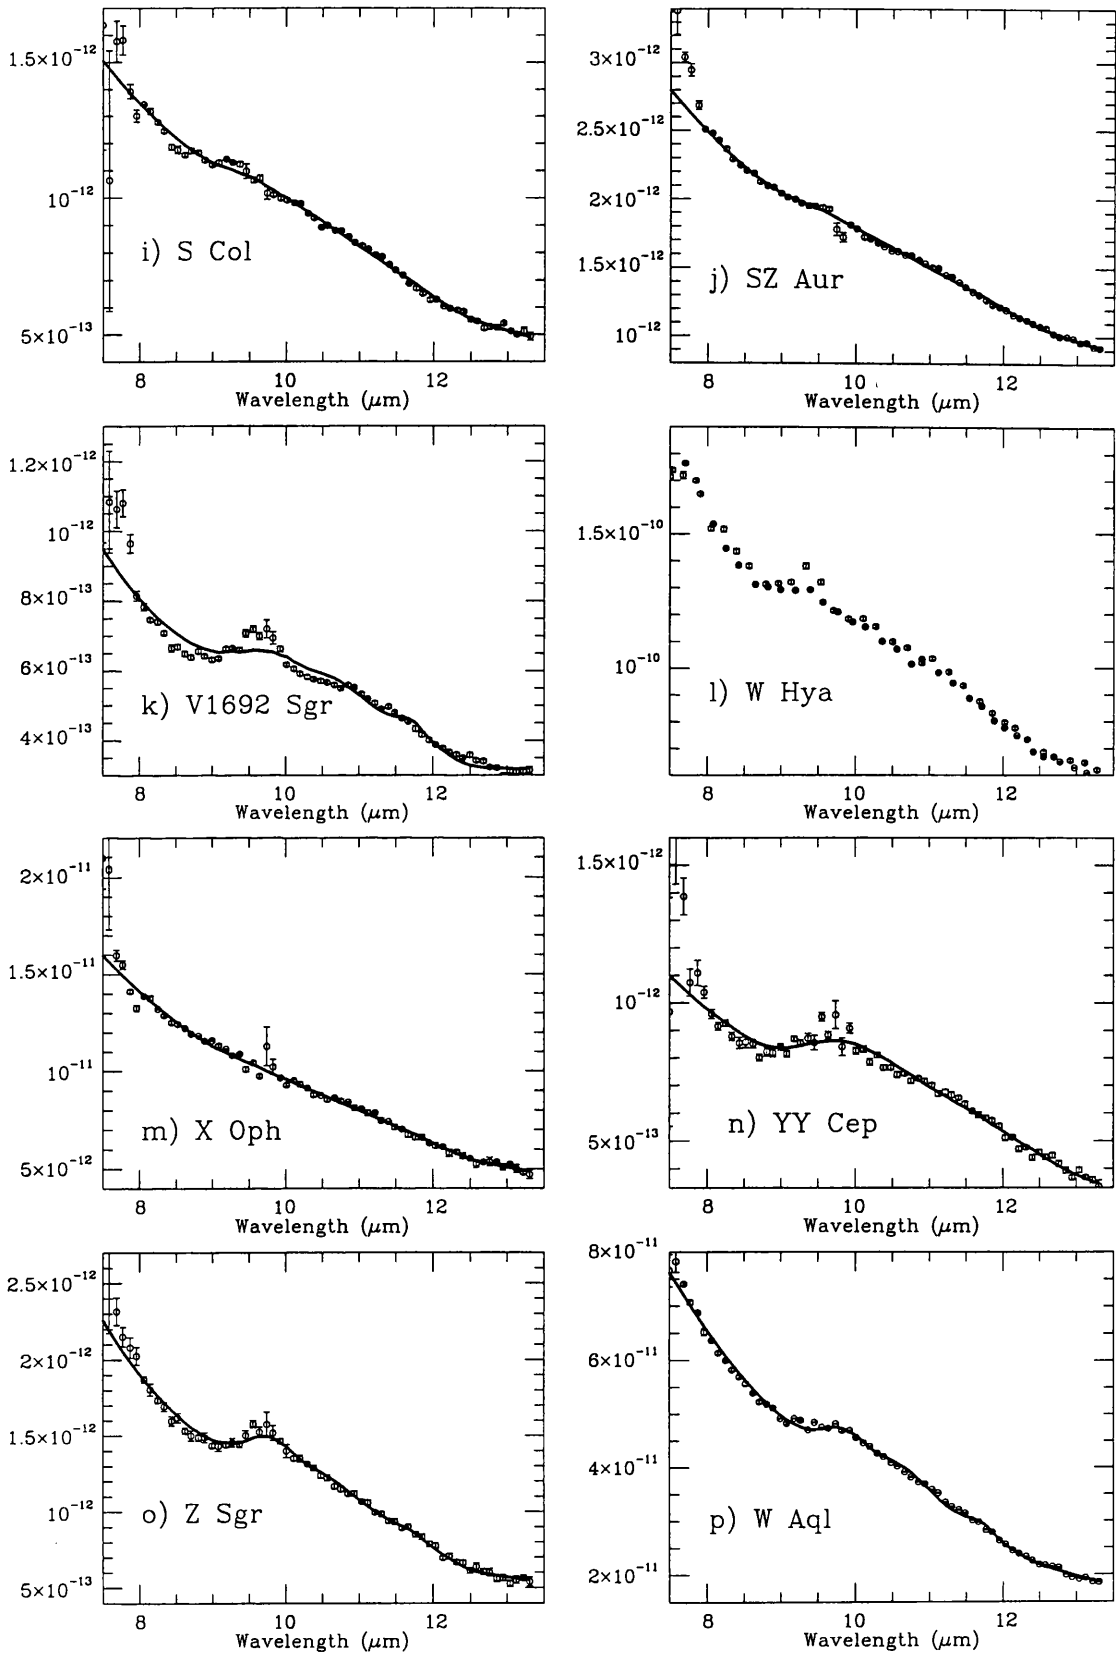 1.5×10⁻¹²
10⁻¹²
5×10⁻¹³
i) S Col
8 10 12
Wavelength (μm)
3×10⁻¹²
2.5×10⁻¹²
2×10⁻¹²
1.5×10⁻¹²
10⁻¹²
j) SZ Aur
8 10 12
Wavelength (μm)
1.2×10⁻¹²
10⁻¹²
8×10⁻¹³
6×10⁻¹³
4×10⁻¹³
k) V1692 Sgr
8 10 12
Wavelength (μm)
1.5×10⁻¹⁰
10⁻¹⁰
l) W Hya
8 10 12
Wavelength (μm)
2×10⁻¹¹
1.5×10⁻¹¹
10⁻¹¹
5×10⁻¹²
m) X Oph
8 10 12
Wavelength (μm)
1.5×10⁻¹²
10⁻¹²
5×10⁻¹³
n) YY Cep
8 10 12
Wavelength (μm)
2.5×10⁻¹²
2×10⁻¹²
1.5×10⁻¹²
10⁻¹²
5×10⁻¹³
o) Z Sgr
8 10 12
Wavelength (μm)
8×10⁻¹¹
6×10⁻¹¹
4×10⁻¹¹
2×10⁻¹¹
p) W Aql
8 10 12
Wavelength (μm)